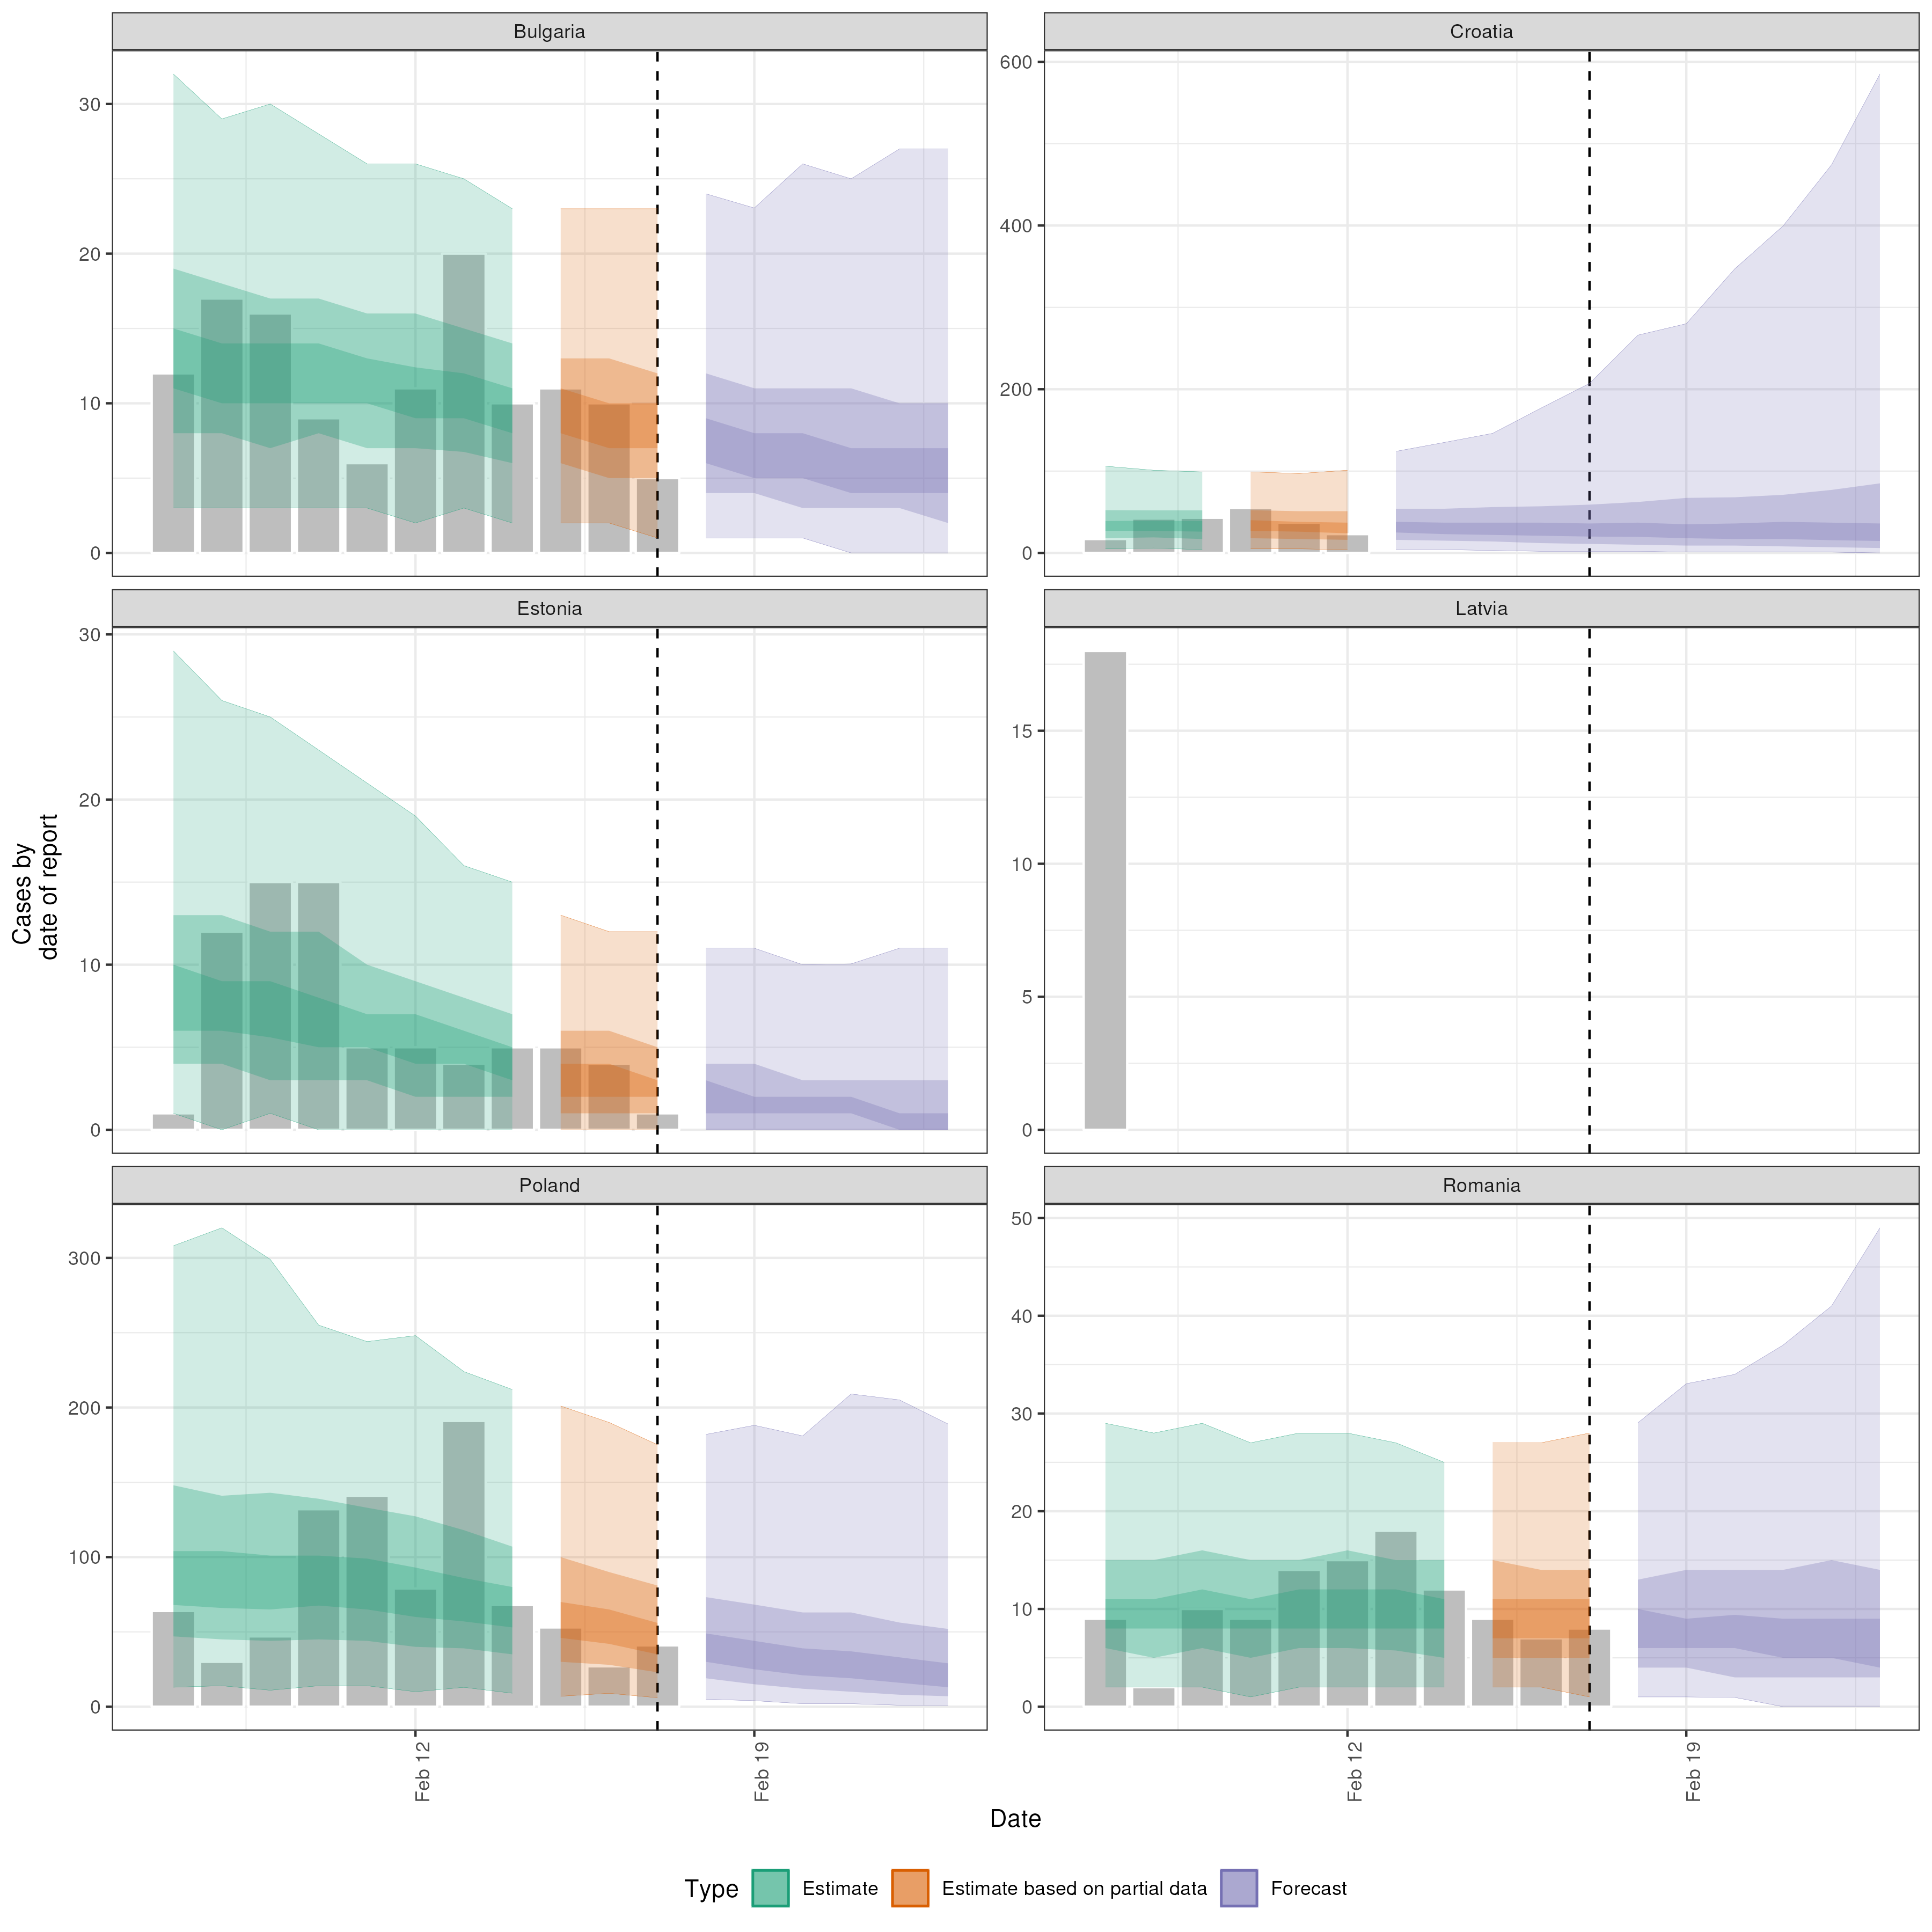 Bulgaria
Croatia
30
20
10
0
600
400
200
0
Estonia
Latvia
30
20
10
0
15
10
5
0
Poland
Romania
300
200
100
0
50
40
30
20
10
0
Cases by
date of report
Feb 12
Feb 19
Feb 12
Feb 19
Date
Type Estimate Estimate based on partial data Forecast